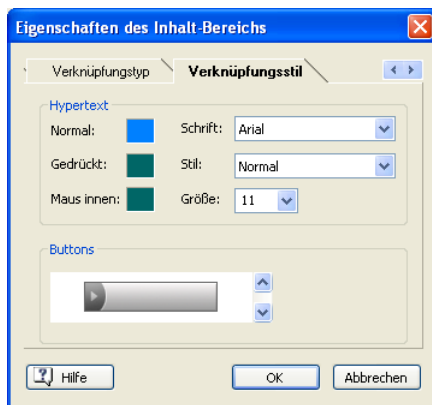 Eigenschaften des Inhalt-Bereichs
Verknüpfungstyp Verknüpfungsstil
Hypertext
Normal: Schrift: Arial
Gedrückt: Stil: Normal
Maus innen: Größe: 11
Buttons
Hilfe OK Abbrechen